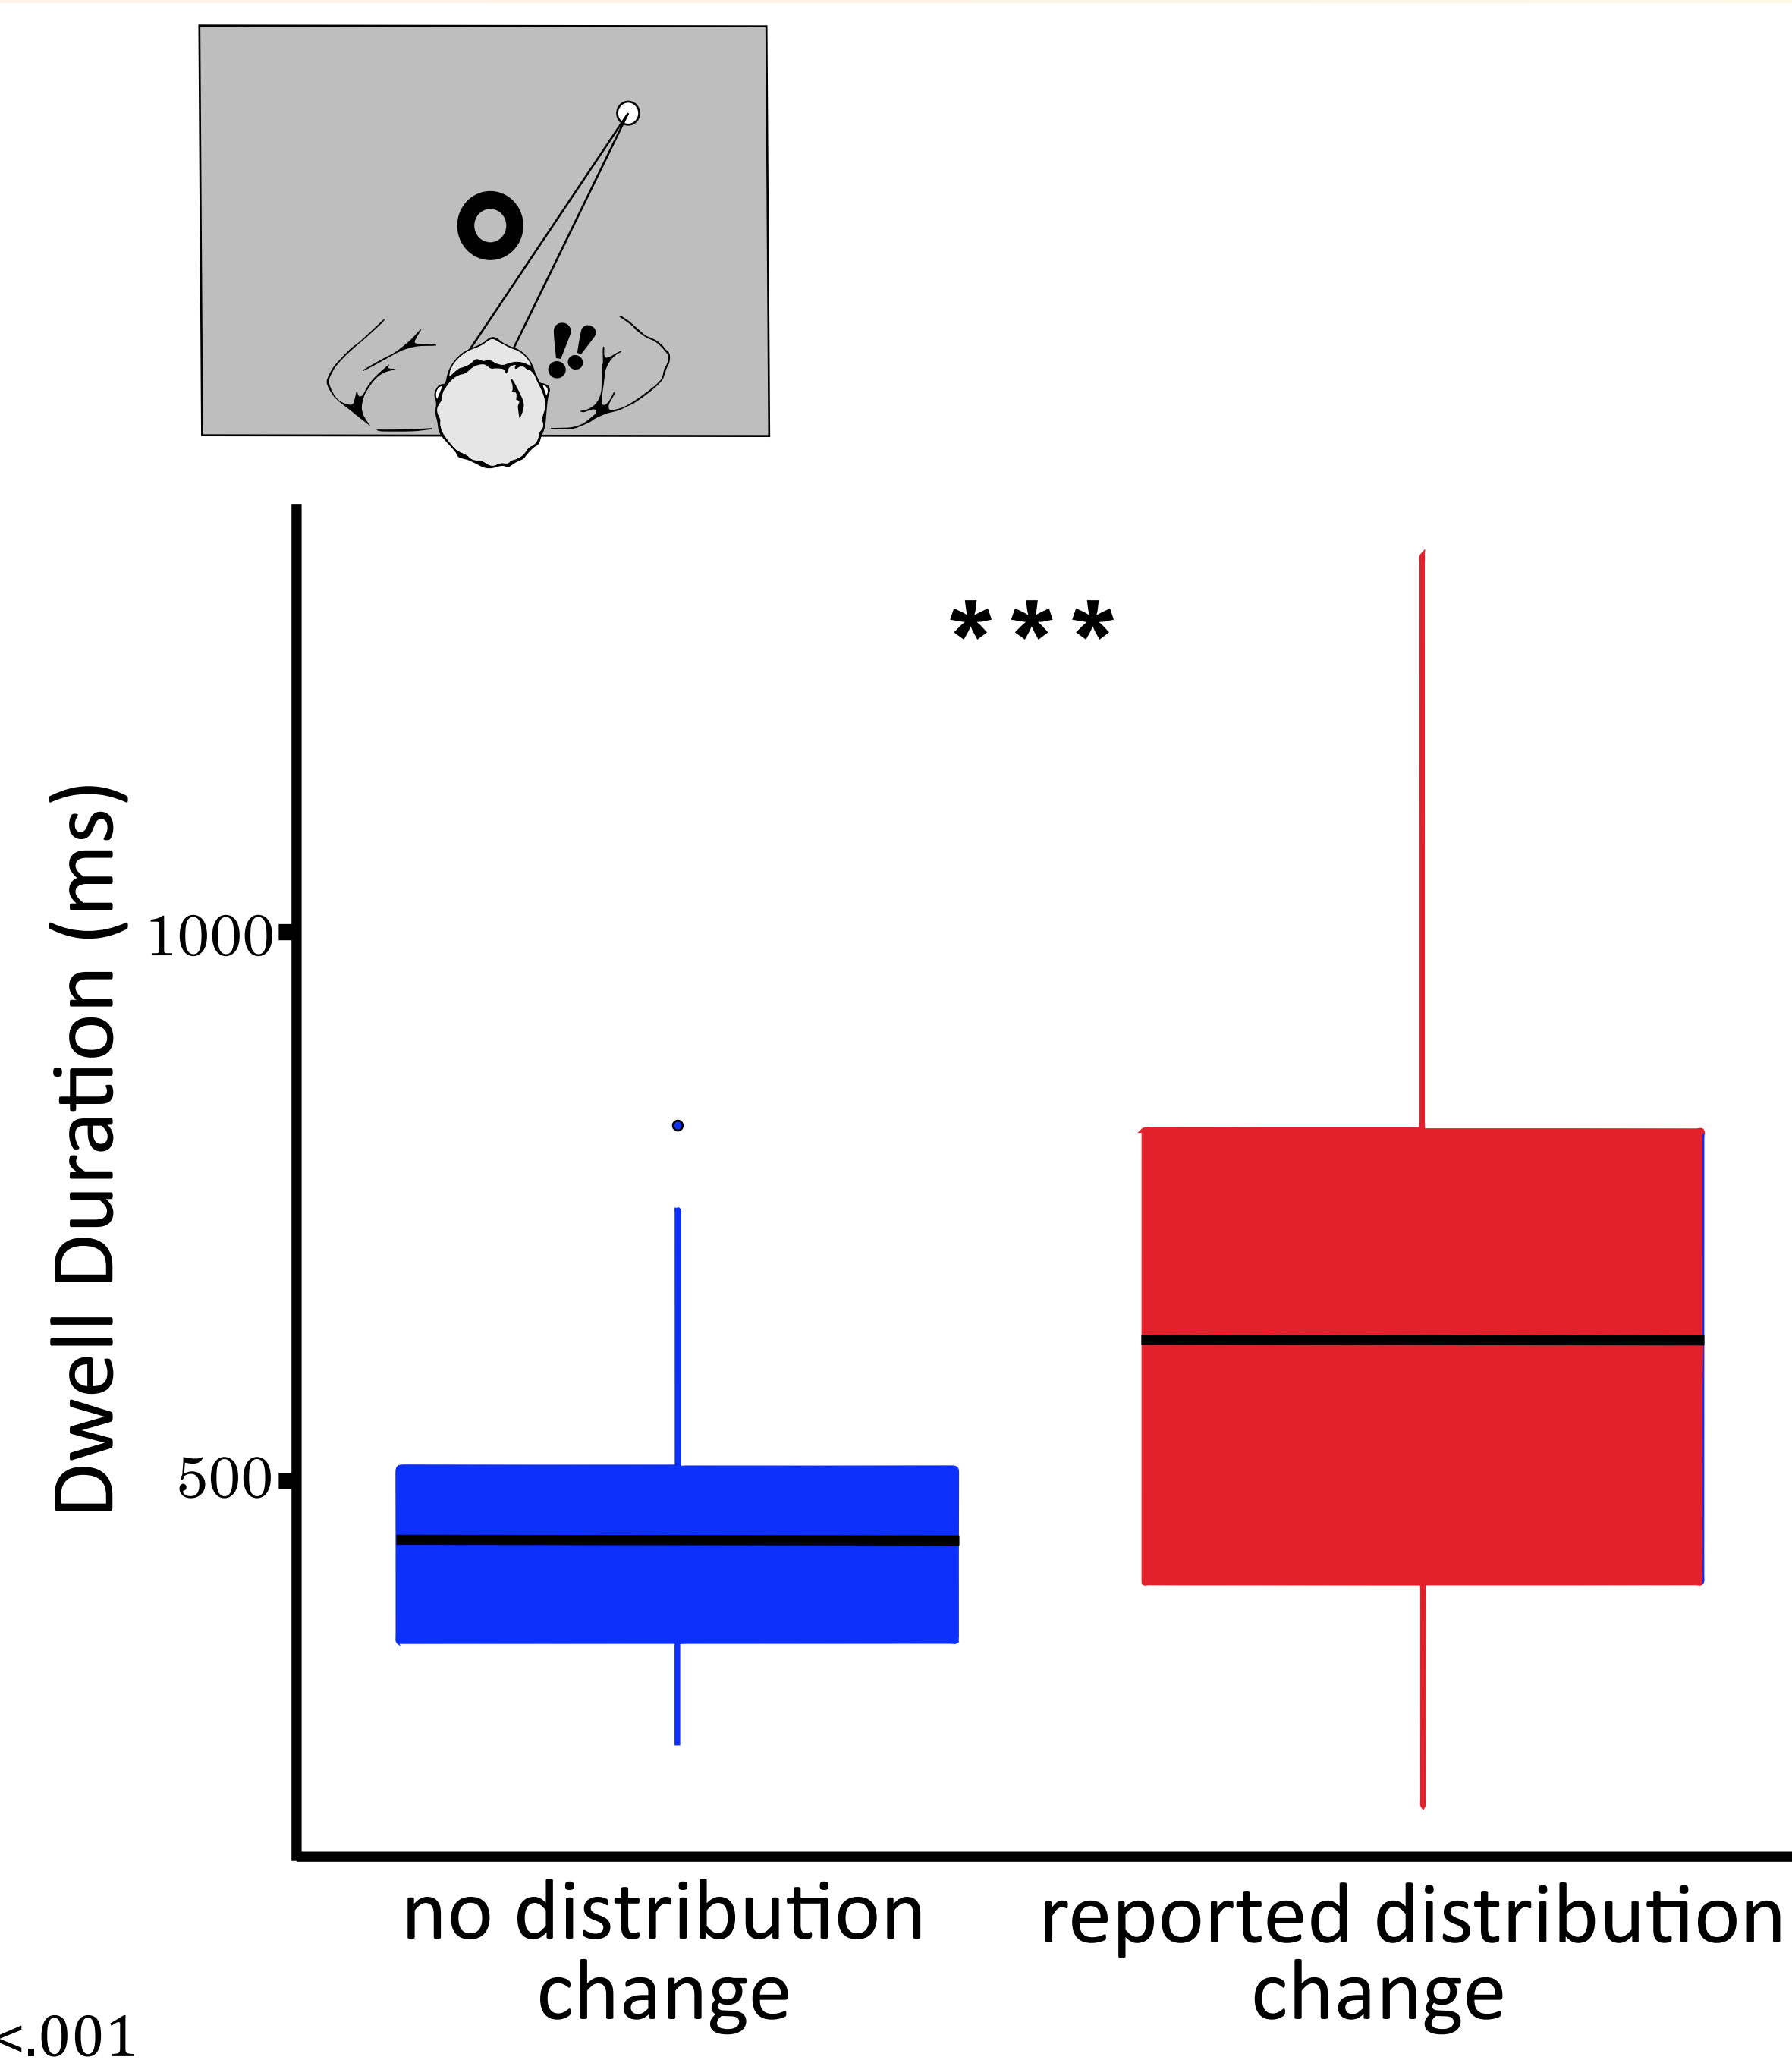 !!
***
Dwell Duration (ms)
1000
500
no distribution
change
reported distribution
change
<.001